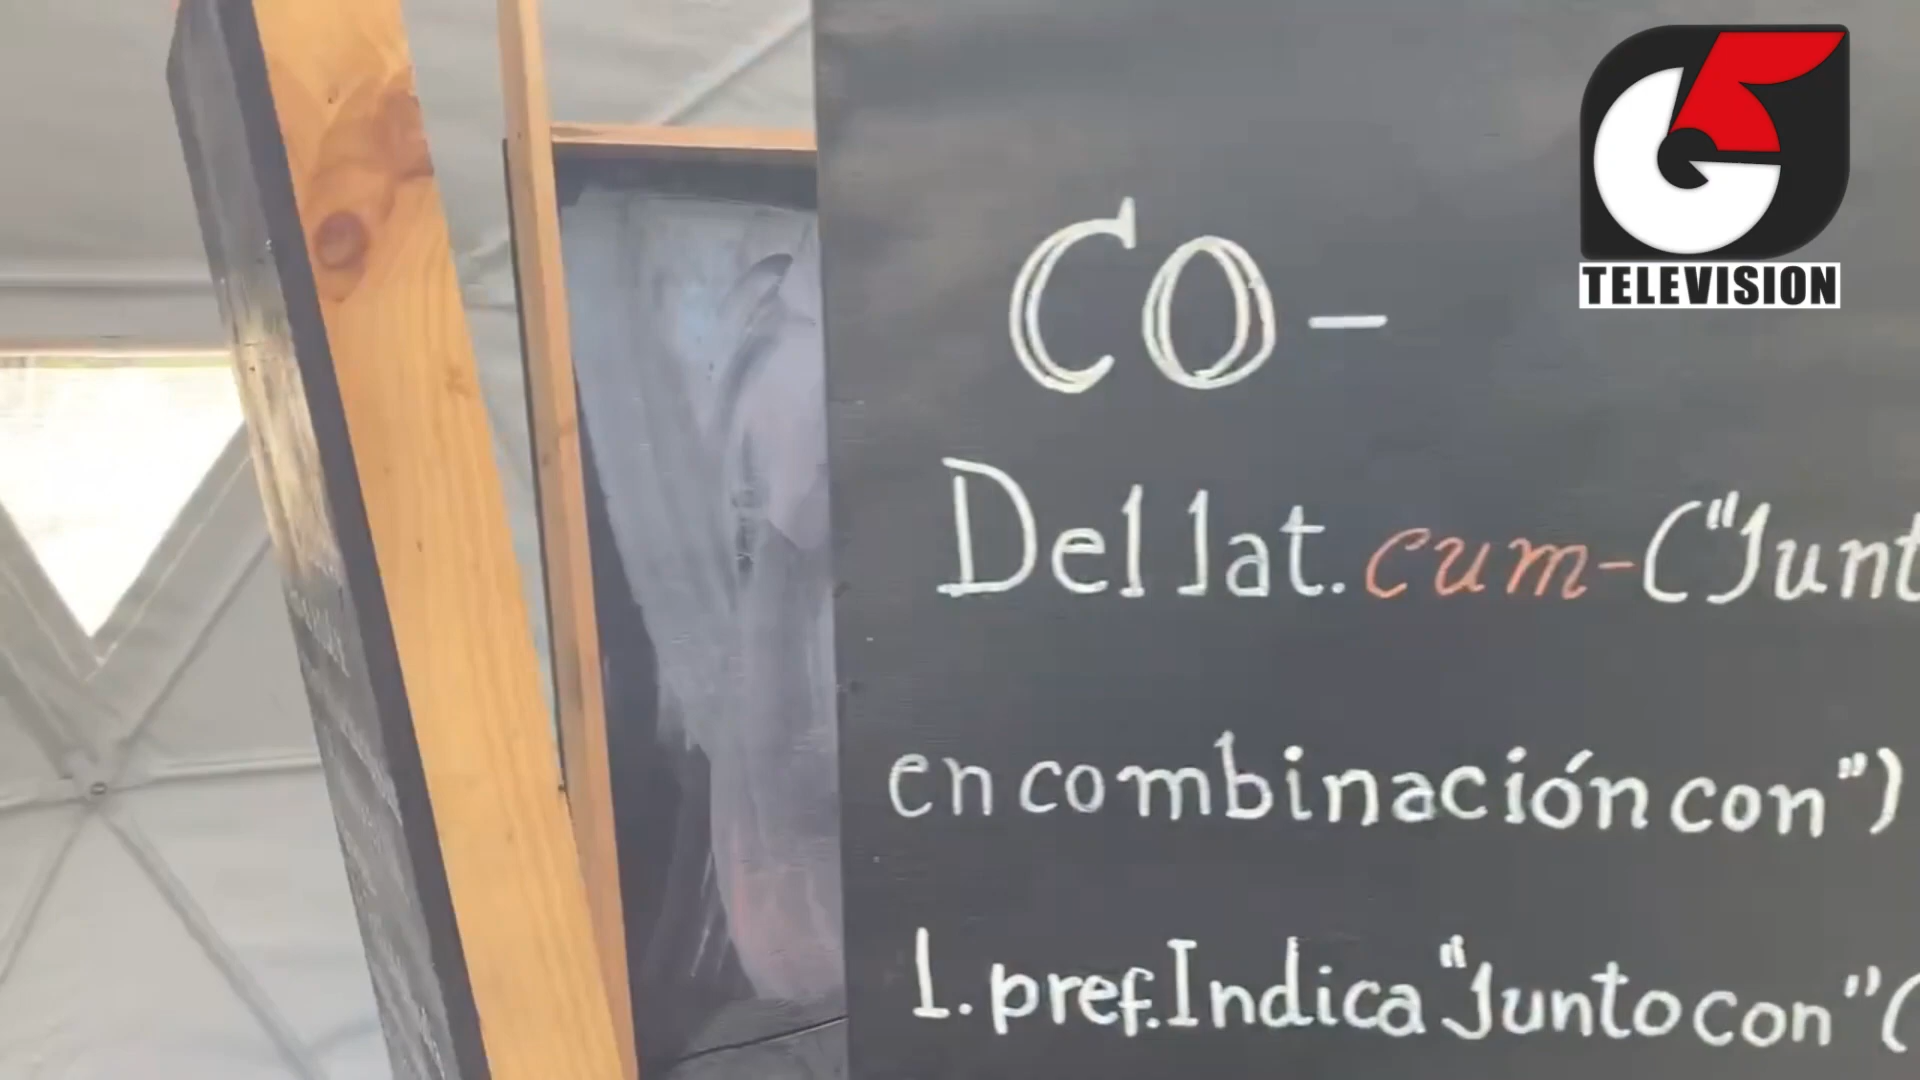 TELEVISION
CO-
Del lat. cum- ("Junt
en combinación con")
1. pref. Indica "Junto con" (